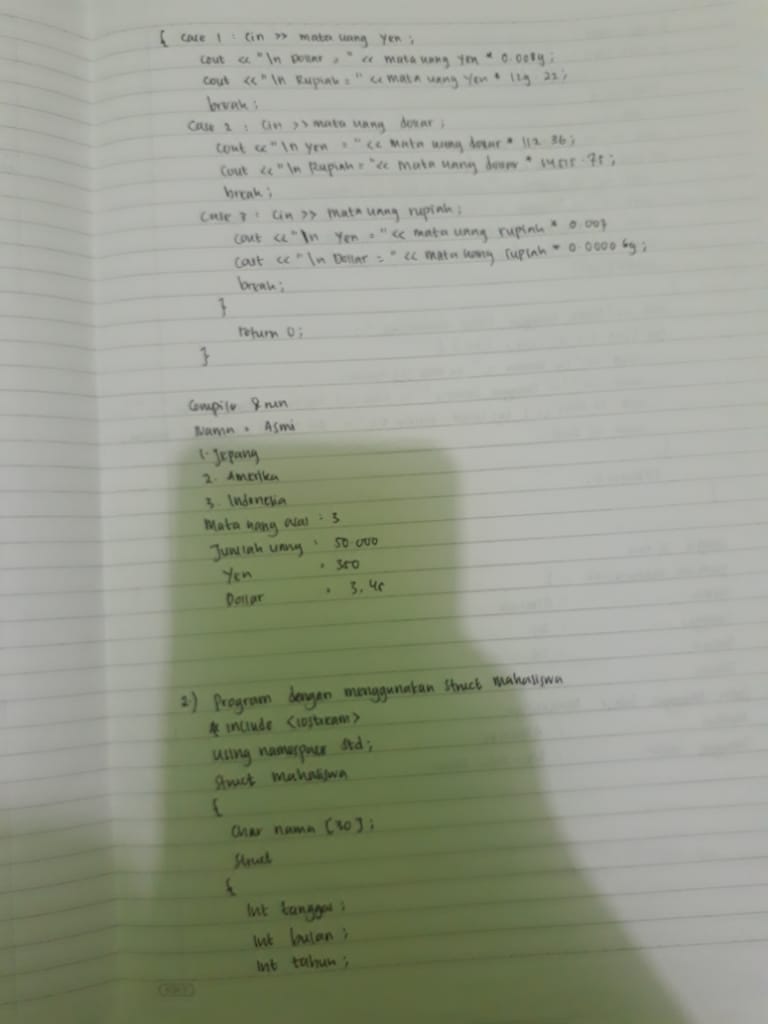 { Case 1 : Cin >> mata uang yen ;
cout << "\n Dollar = " << mata uang yen * 0.0089 ;
cout << "\n Rupiah = " << mata uang yen * 129.22 ;
break ;
Case 2 : Cin >> mata uang dollar ;
cout << "\n yen = " << mata uang dollar * 112.36 ;
cout << "\n Rupiah = " << mata uang dollar * 14515.75 ;
break ;
Case 3 : Cin >> mata uang rupiah ;
cout << "\n Yen = " << mata uang rupiah * 0.007
cout << "\n Dollar = " << mata uang rupiah * 0.000069 ;
break ;
}
return 0 ;
}
Compile & run
Nama = Asmi
1. Jepang
2. Amerika
3. Indonesia
Mata uang awal : 3
Jumlah uang : 50.000
Yen = 350
Dollar = 3.45
2.) Program dengan menggunakan struct mahasiswa
# include <iostream>
using namespace std ;
Struct mahasiswa
{
Char nama [30] ;
Struct
{
Int tanggal ;
Int bulan ;
Int tahun ;